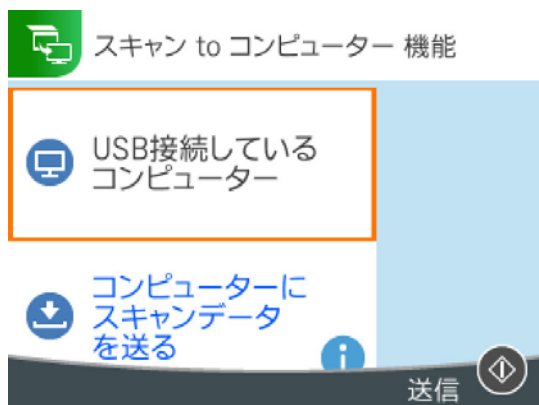 スキャン to コンピューター 機能
USB接続している
コンピューター
コンピューターに
スキャンデータ
を送る
i
送信